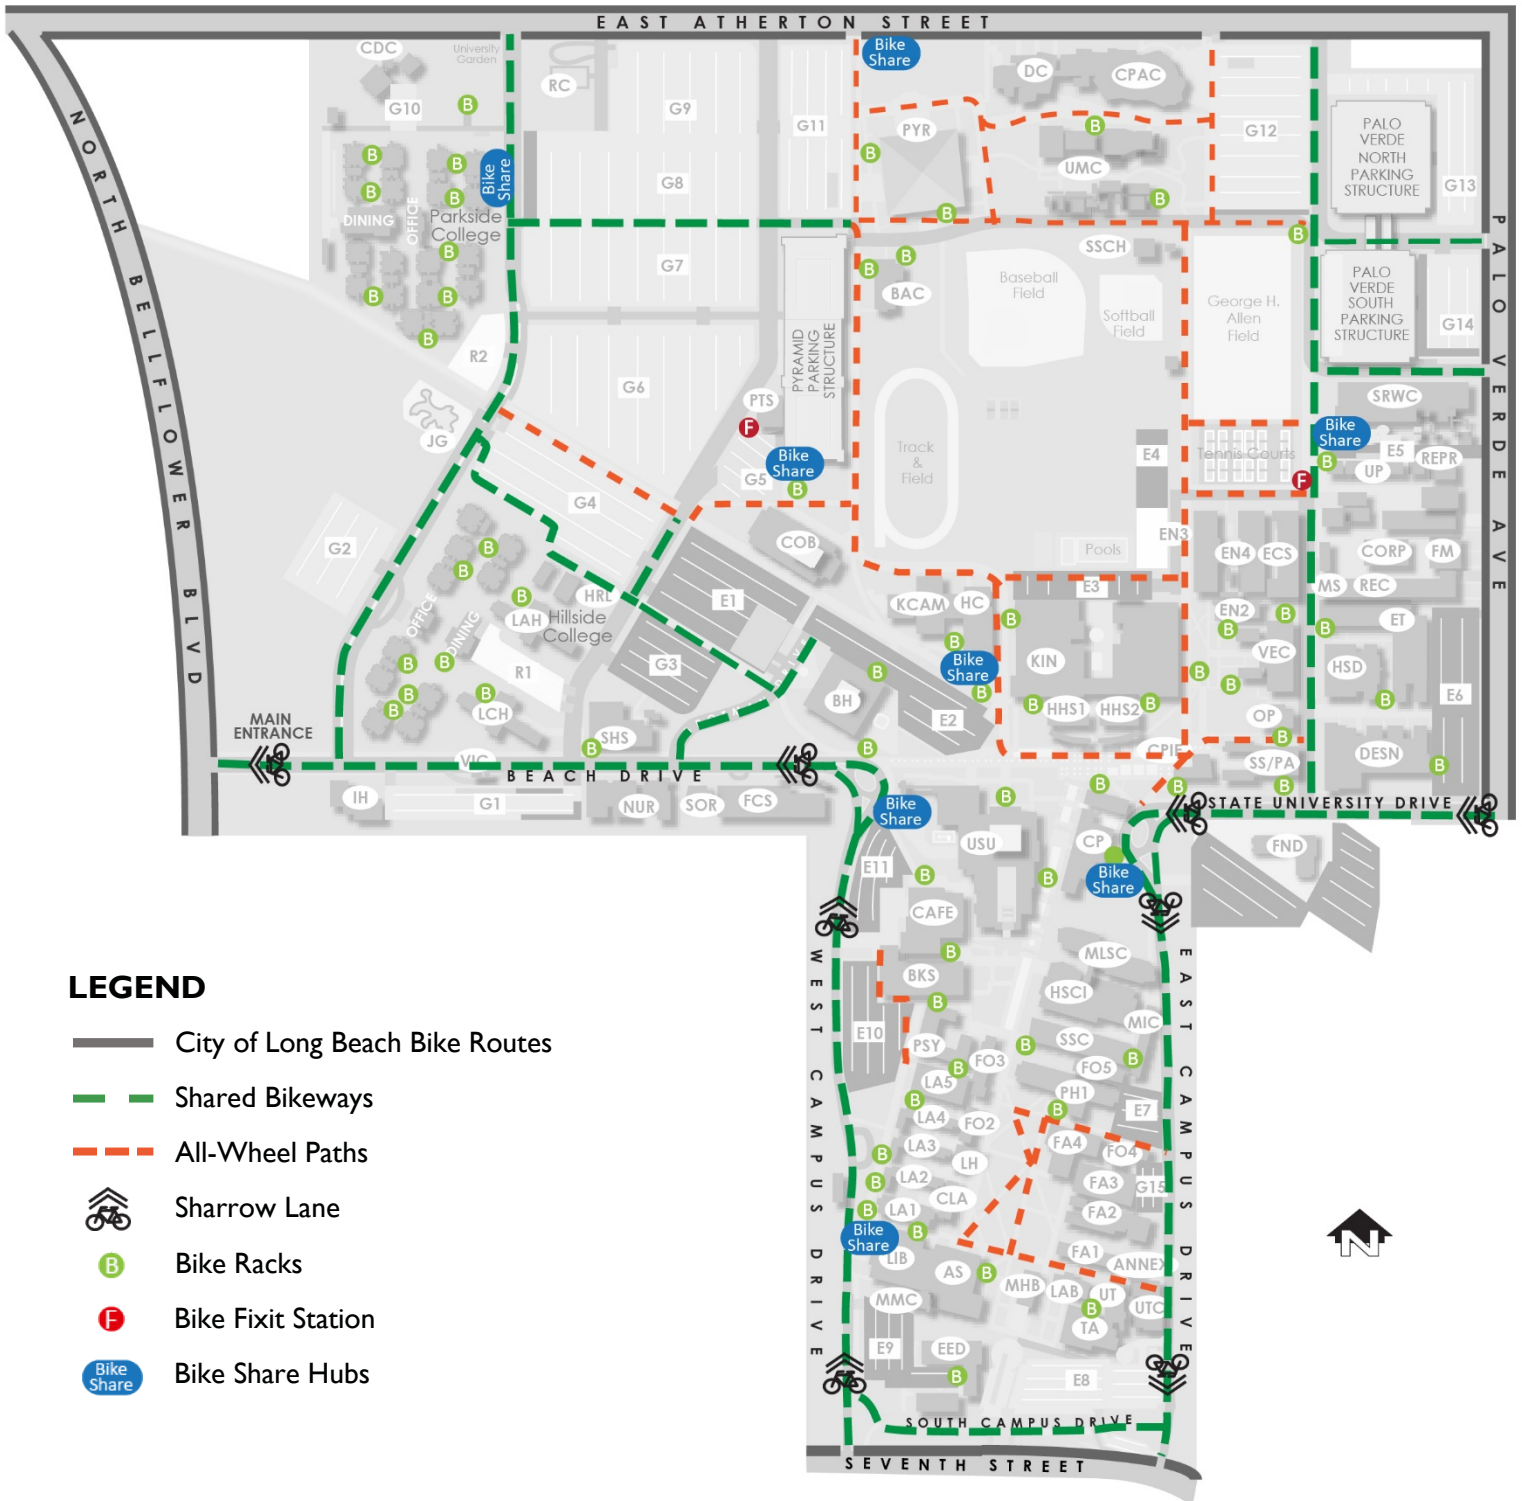 EAST ATHERTON STREET
NORTH BELLFLOWER BLVD
PALO VERDE AVE
CDC
University
Garden
RC
G10
G9
G11
Bike
Share
DC
CPAC
PYR
G12
UMC
PALO
VERDE
NORTH
PARKING
STRUCTURE
G13
B
B
B
B
B
B
B
B
B
Bike
Share
DINING
OFFICE
Parkside
College
G8
G7
B
B
B
B
B
B
BAC
B
SSCH
Baseball
Field
Softball
Field
George H.
Allen
Field
B
PALO
VERDE
SOUTH
PARKING
STRUCTURE
G14
PYRAMID
PARKING
STRUCTURE
R2
G6
PTS
F
JG
Bike
Share
G5
B
Track
&
Field
E4
Tennis Courts
F
SRWC
Bike
Share
B
E5
UP
REPR
G2
G4
COB
Pools
EN3
EN4
ECS
CORP
FM
MS
REC
B
B
B
HRL
LAH
Hillside
College
OFFICE
DINING
E1
KCAM
HC
B
E3
B
EN2
B
B
B
ET
R1
G3
B
B
B
B
B
LCH
B
BH
Bike
Share
B
E2
KIN
B
HHS1
HHS2
B
B
B
VEC
HSD
B
E6
OP
B
MAIN
ENTRANCE
SHS
B
VIC
B
CPIE
SS/PA
DESN
B
BEACH DRIVE
IH
G1
NUR
SOR
FCS
Bike
Share
B
B
B
B
STATE UNIVERSITY DRIVE
USU
CP
Bike
Share
FND
E11
B
B
CAFE
WEST CAMPUS DRIVE
EAST CAMPUS DRIVE
B
BKS
B
MLSC
HSCI
MIC
E10
PSY
B
LA5
FO3
B
SSC
B
FO5
PH1
B
E7
B
LA4
FO2
LA3
B
LH
FA4
FO4
B
LA2
CLA
FA3
G15
B
LA1
FA2
Bike
Share
B
LIB
AS
B
FA1
ANNEX
MHB
LAB
UT
UTC
B
TA
MMC
E9
EED
B
E8
SOUTH CAMPUS DRIVE
SEVENTH STREET
N
LEGEND
City of Long Beach Bike Routes
Shared Bikeways
All-Wheel Paths
Sharrow Lane
B
Bike Racks
F
Bike Fixit Station
Bike
Share
Bike Share Hubs